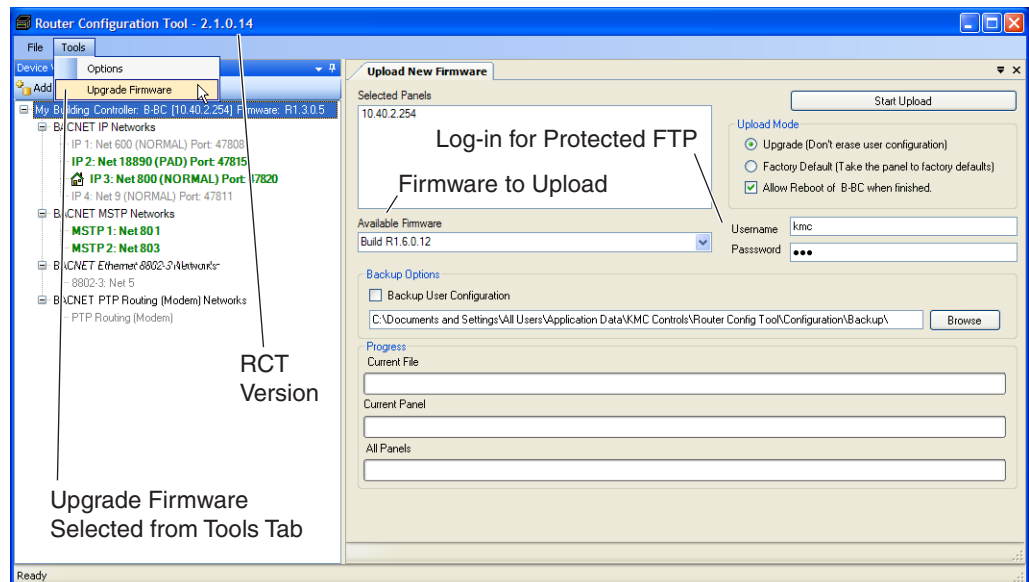 Router Configuration Tool - 2.1.0.14
File Tools
Device
Options
Upgrade Firmware
Add
My Building Controller: B-BC [10.40.2.254] Firmware: R1.3.0.5
BACNET IP Networks
IP 1: Net 600 (NORMAL) Port: 47808
IP 2: Net 18890 (PAD) Port: 47815
IP 3: Net 800 (NORMAL) Port: 47820
IP 4: Net 9 (NORMAL) Port: 47811
BACNET MSTP Networks
MSTP 1: Net 801
MSTP 2: Net 803
BACNET Ethernet 8802-3 Networks
8802-3: Net 5
BACNET PTP Routing (Modem) Networks
PTP Routing (Modem)
RCT
Version
Upgrade Firmware
Selected from Tools Tab
Upload New Firmware
Selected Panels
10.40.2.254
Start Upload
Upload Mode
Upgrade (Don't erase user configuration)
Factory Default (Take the panel to factory defaults)
Allow Reboot of B-BC when finished.
Log-in for Protected FTP
Firmware to Upload
Available Firmware
Build R1.6.0.12
Username kmc
Passsword •••
Backup Options
Backup User Configuration
C:\Documents and Settings\All Users\Application Data\KMC Controls\Router Config Tool\Configuration\Backup\ Browse
Progress
Current File
Current Panel
All Panels
Ready